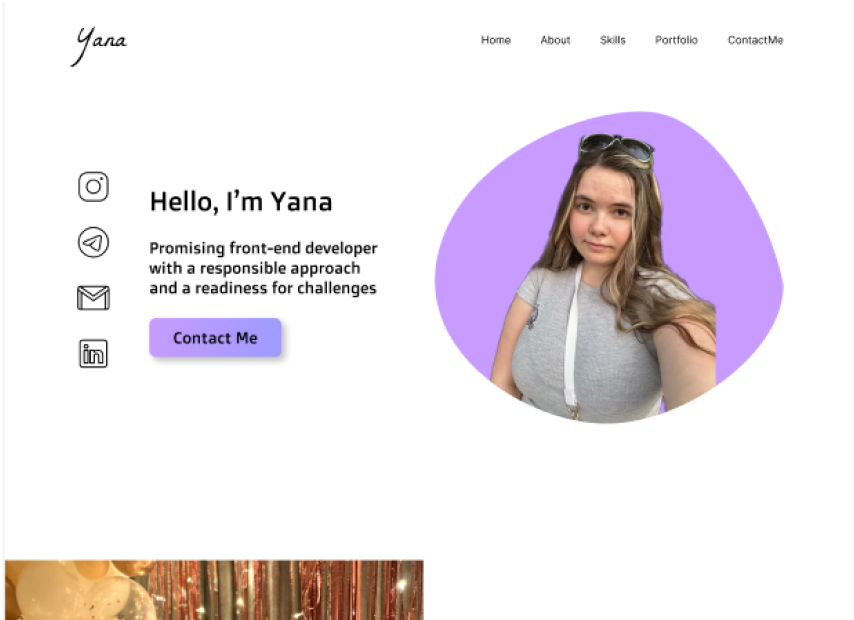 Yana
Home About Skills Portfolio ContactMe
Hello, I’m Yana
Promising front-end developer
with a responsible approach
and a readiness for challenges
Contact Me
in